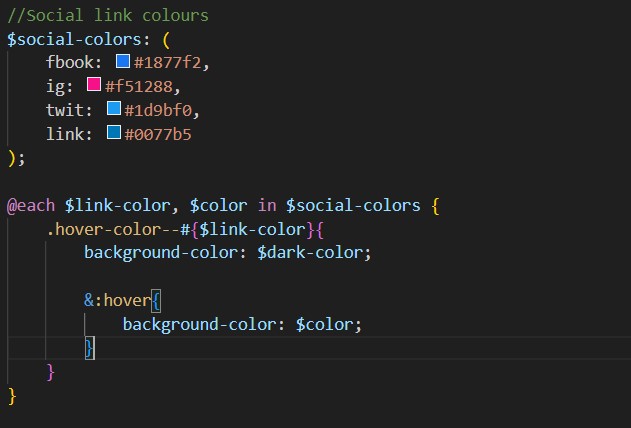 //Social link colours
$social-colors: (
    fbook: #1877f2,
    ig: #f51288,
    twit: #1d9bf0,
    link: #0077b5
);
@each $link-color, $color in $social-colors {
    .hover-color--#{$link-color}{
        background-color: $dark-color;
        &:hover{
            background-color: $color;
        }
    }
}